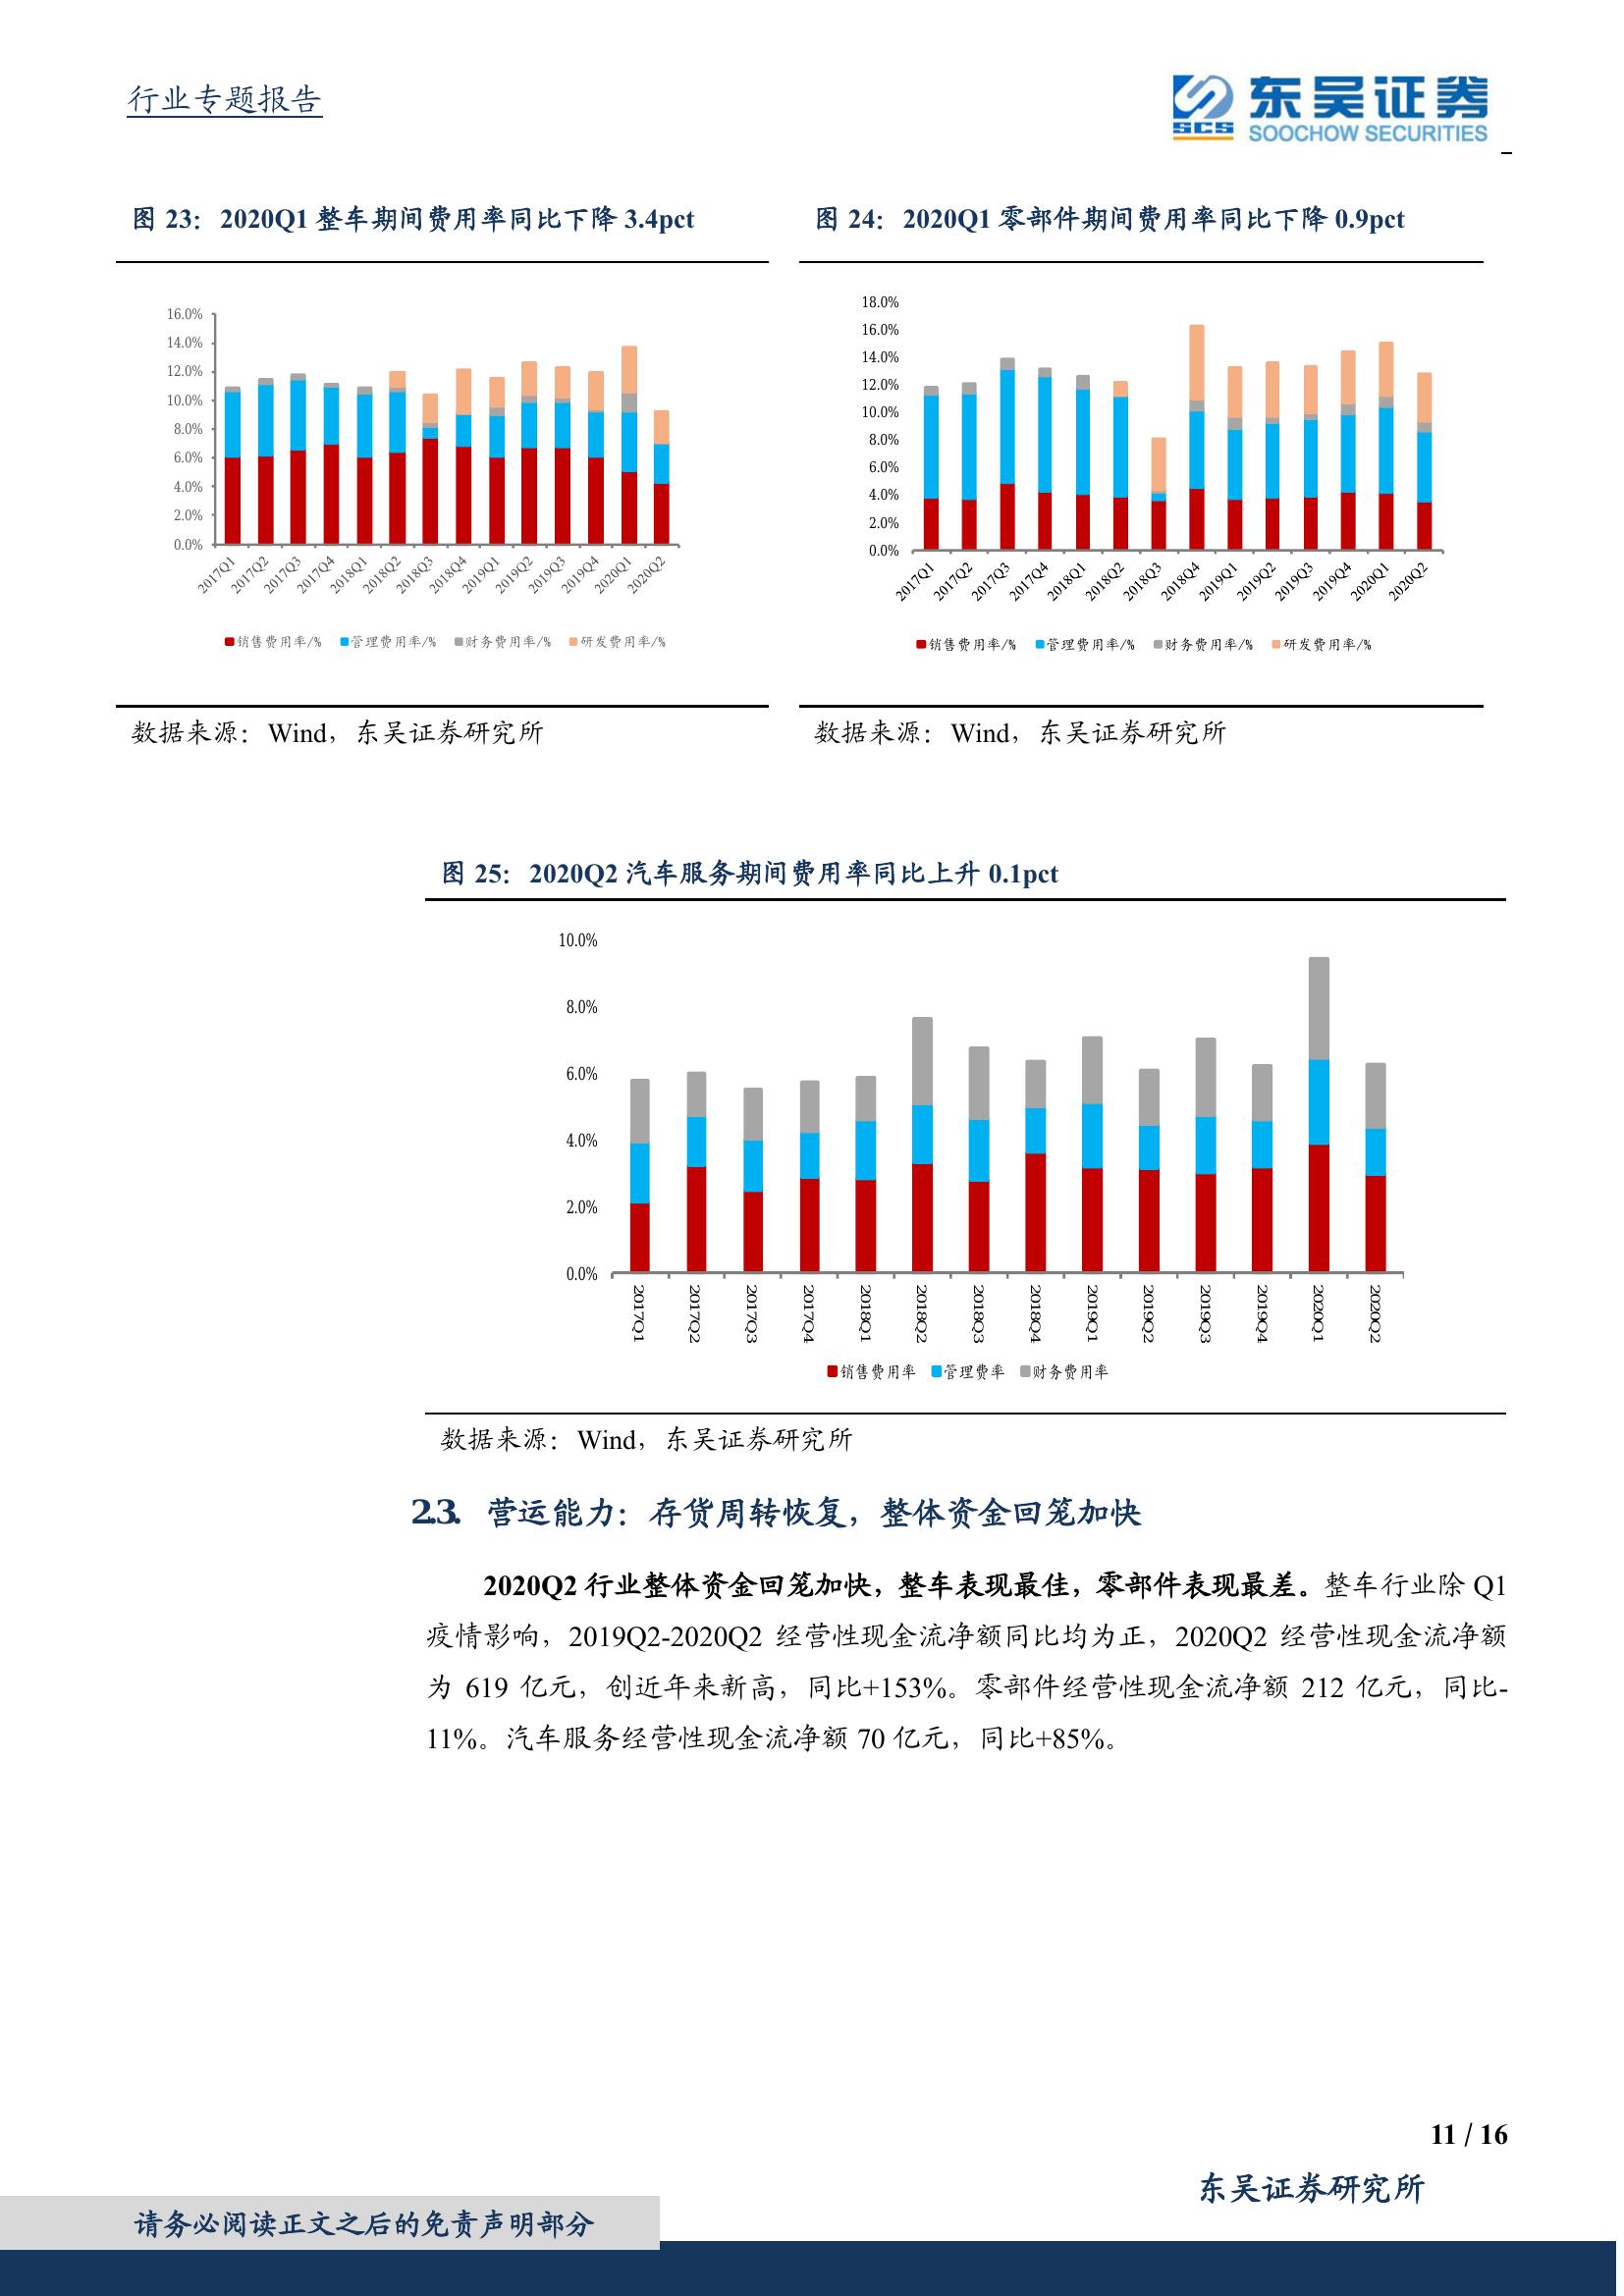 行业专题报告
SCS
东吴证券
SOOCHOW SECURITIES
图 23： 2020Q1 整车期间费用率同比下降 3.4pct
16.0%
14.0%
12.0%
10.0%
8.0%
6.0%
4.0%
2.0%
0.0%
2017Q1 2017Q2 2017Q3 2017Q4 2018Q1 2018Q2 2018Q3 2018Q4 2019Q1 2019Q2 2019Q3 2019Q4 2020Q1 2020Q2
销售费用率/% 管理费用率/% 财务费用率/% 研发费用率/%
数据来源：Wind，东吴证券研究所
图 24： 2020Q1 零部件期间费用率同比下降 0.9pct
18.0%
16.0%
14.0%
12.0%
10.0%
8.0%
6.0%
4.0%
2.0%
0.0%
2017Q1 2017Q2 2017Q3 2017Q4 2018Q1 2018Q2 2018Q3 2018Q4 2019Q1 2019Q2 2019Q3 2019Q4 2020Q1 2020Q2
销售费用率/% 管理费用率/% 财务费用率/% 研发费用率/%
数据来源：Wind，东吴证券研究所
图 25： 2020Q2 汽车服务期间费用率同比上升 0.1pct
10.0%
8.0%
6.0%
4.0%
2.0%
0.0%
2017Q1 2017Q2 2017Q3 2017Q4 2018Q1 2018Q2 2018Q3 2018Q4 2019Q1 2019Q2 2019Q3 2019Q4 2020Q1 2020Q2
销售费用率 管理费率 财务费用率
数据来源：Wind，东吴证券研究所
2.3. 营运能力：存货周转恢复，整体资金回笼加快
2020Q2 行业整体资金回笼加快，整车表现最佳，零部件表现最差。整车行业除 Q1
疫情影响，2019Q2-2020Q2 经营性现金流净额同比均为正，2020Q2 经营性现金流净额
为 619 亿元，创近年来新高，同比+153%。零部件经营性现金流净额 212 亿元，同比-
11%。汽车服务经营性现金流净额 70 亿元，同比+85%。
11 / 16
东吴证券研究所
请务必阅读正文之后的免责声明部分